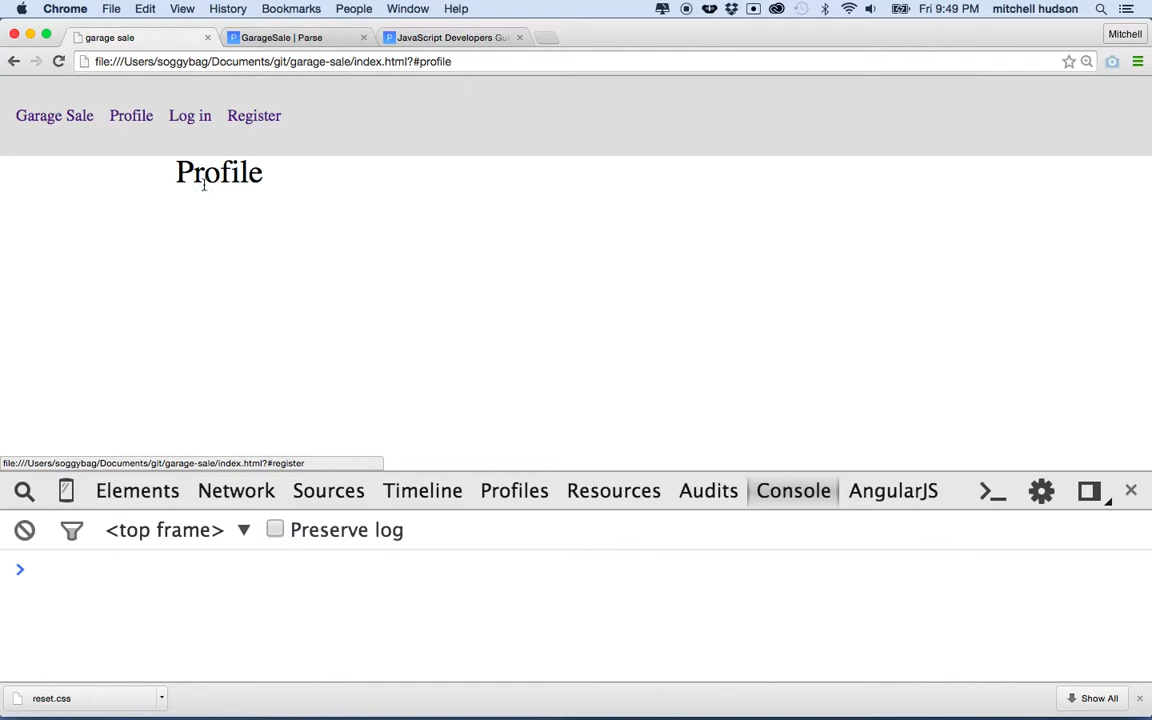 Chrome File Edit View History Bookmarks People Window Help Fri 9:49 PM mitchell hudson
garage sale GarageSale | Parse JavaScript Developers Gui Mitchell
file:///Users/soggybag/Documents/git/garage-sale/index.html?#profile
Garage Sale Profile Log in Register
Profile
file:///Users/soggybag/Documents/git/garage-sale/index.html?#register
Elements Network Sources Timeline Profiles Resources Audits Console AngularJS
<top frame> Preserve log
reset.css Show All